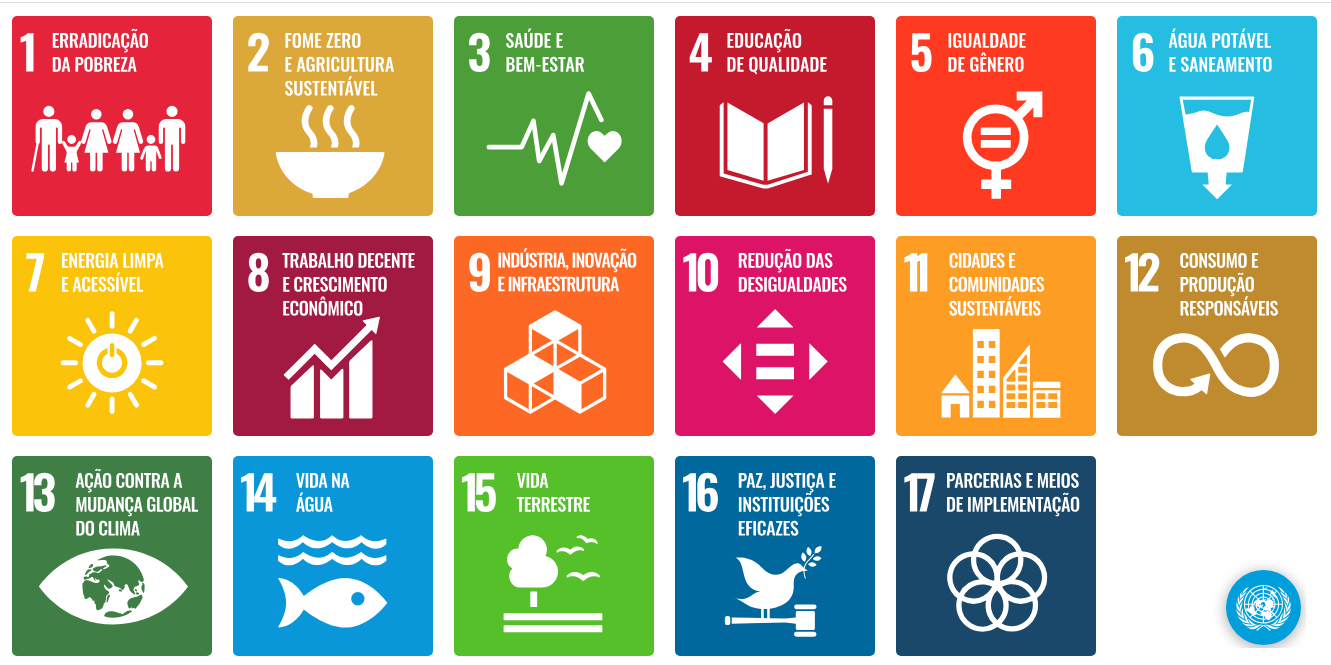 1 ERRADICAÇÃO
DA POBREZA
2 FOME ZERO
E AGRICULTURA
SUSTENTÁVEL
3 SAÚDE E
BEM-ESTAR
4 EDUCAÇÃO
DE QUALIDADE
5 IGUALDADE
DE GÊNERO
6 ÁGUA POTÁVEL
E SANEAMENTO
7 ENERGIA LIMPA
E ACESSÍVEL
8 TRABALHO DECENTE
E CRESCIMENTO
ECONÔMICO
9 INDÚSTRIA, INOVAÇÃO
E INFRAESTRUTURA
10 REDUÇÃO DAS
DESIGUALDADES
11 CIDADES E
COMUNIDADES
SUSTENTÁVEIS
12 CONSUMO E
PRODUÇÃO
RESPONSÁVEIS
13 AÇÃO CONTRA A
MUDANÇA GLOBAL
DO CLIMA
14 VIDA NA
ÁGUA
15 VIDA
TERRESTRE
16 PAZ, JUSTIÇA E
INSTITUIÇÕES
EFICAZES
17 PARCERIAS E MEIOS
DE IMPLEMENTAÇÃO